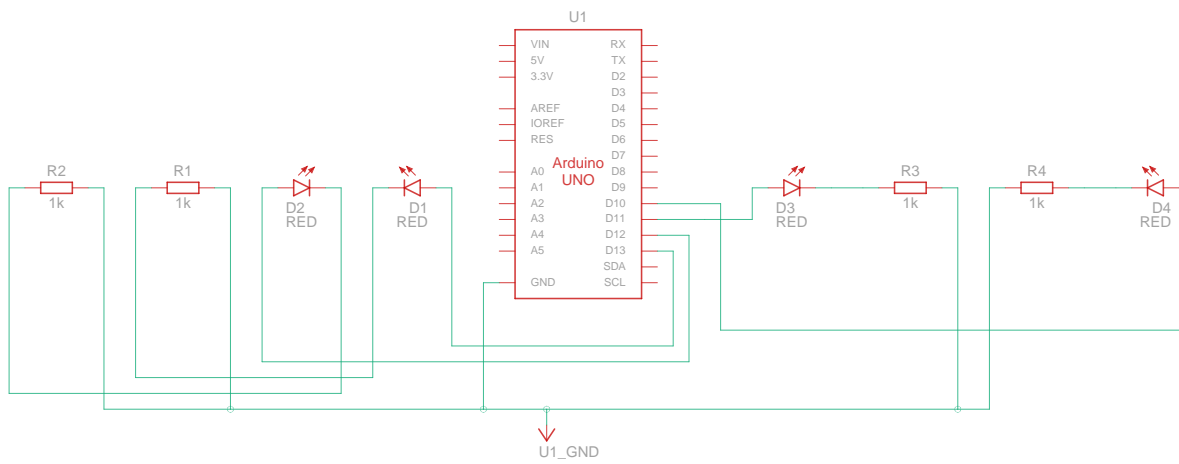 U1
VIN RX
5V TX
3.3V D2
D3
AREF D4
IOREF D5
RES D6
D7
A0 D8
A1 D9
A2 D10
A3 D11
A4 D12
A5 D13
SDA
GND SCL
Arduino
UNO
R2
1k
R1
1k
D2
RED
D1
RED
D3
RED
R3
1k
R4
1k
D4
RED
U1_GND